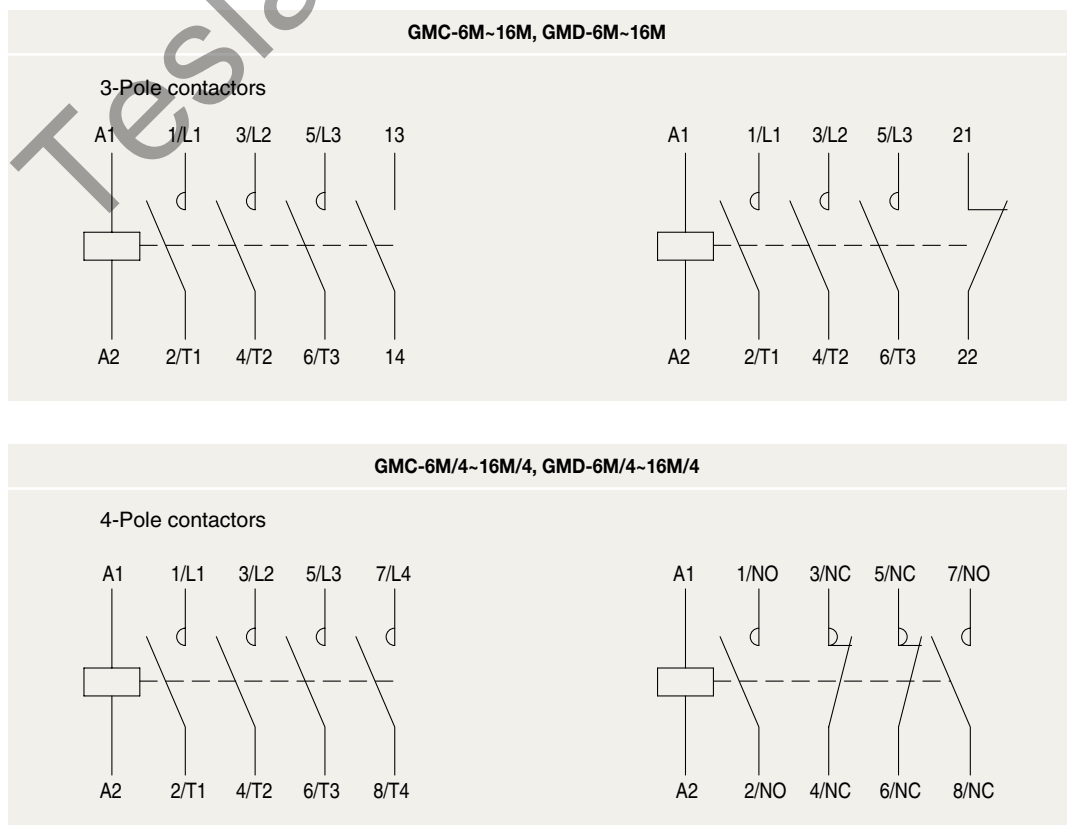 GMC-6M~16M, GMD-6M~16M
3-Pole contactors
A1 1/L1 3/L2 5/L3 13
A2 2/T1 4/T2 6/T3 14
A1 1/L1 3/L2 5/L3 21
A2 2/T1 4/T2 6/T3 22
GMC-6M/4~16M/4, GMD-6M/4~16M/4
4-Pole contactors
A1 1/L1 3/L2 5/L3 7/L4
A2 2/T1 4/T2 6/T3 8/T4
A1 1/NO 3/NC 5/NC 7/NO
A2 2/NO 4/NC 6/NC 8/NC